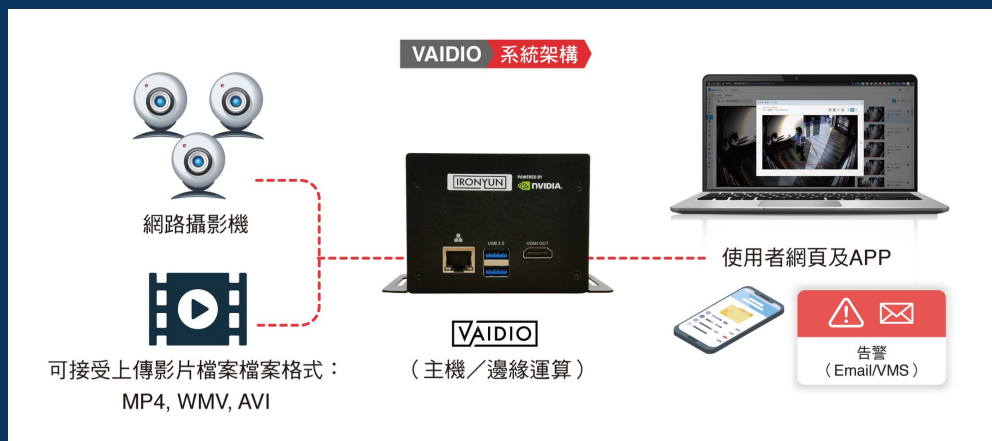 VAIDIO 系統架構
網路攝影機
可接受上傳影片檔案檔案格式：
MP4, WMV, AVI
IRONYUN
POWERED BY
NVIDIA.
USB 3.0
HDMI OUT
VAIDIO
（主機／邊緣運算）
使用者網頁及APP
告警
（Email/VMS）